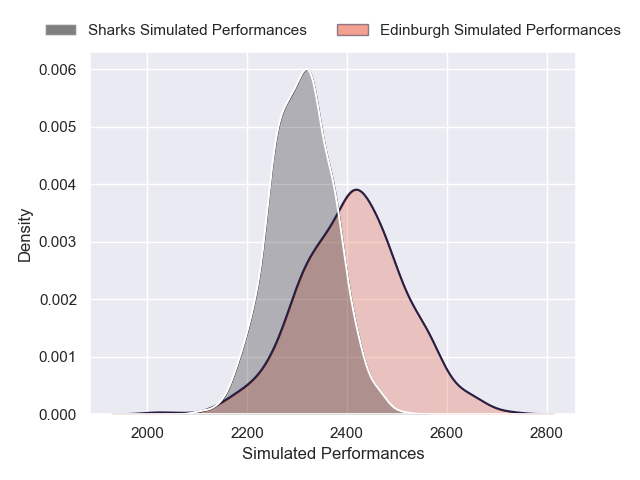 Sharks Simulated Performances Edinburgh Simulated Performances
0.006
0.005
0.004
0.003
0.002
0.001
0.000
Density
2000 2200 2400 2600 2800
Simulated Performances